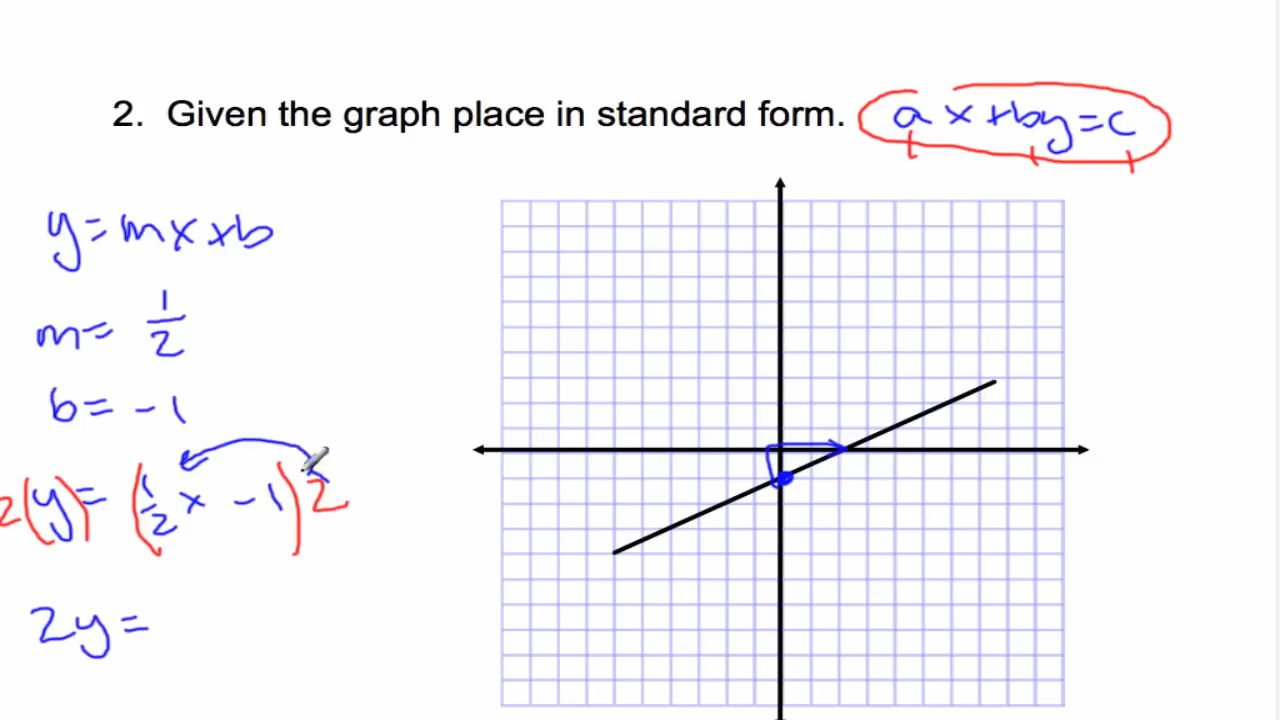 2. Given the graph place in standard form. ax+by=c
y=mx+b
m= 1/2
b= -1
2(y)= (1/2x -1)2
2y=